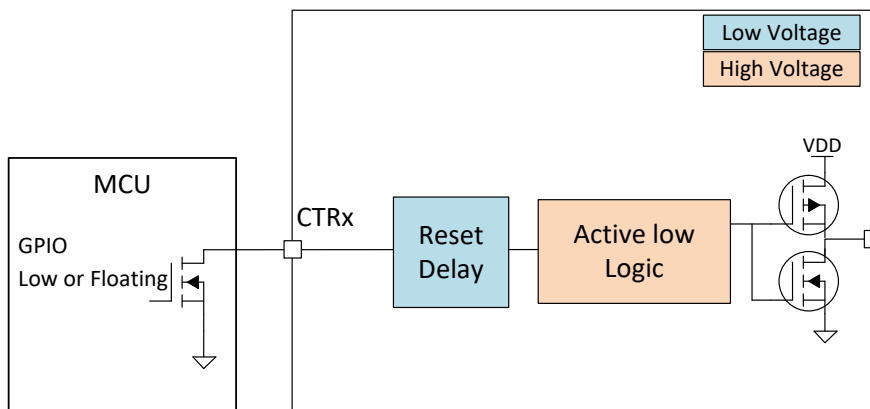 Low Voltage
High Voltage
VDD
MCU
CTRx
GPIO
Low or Floating
Reset
Delay
Active low
Logic